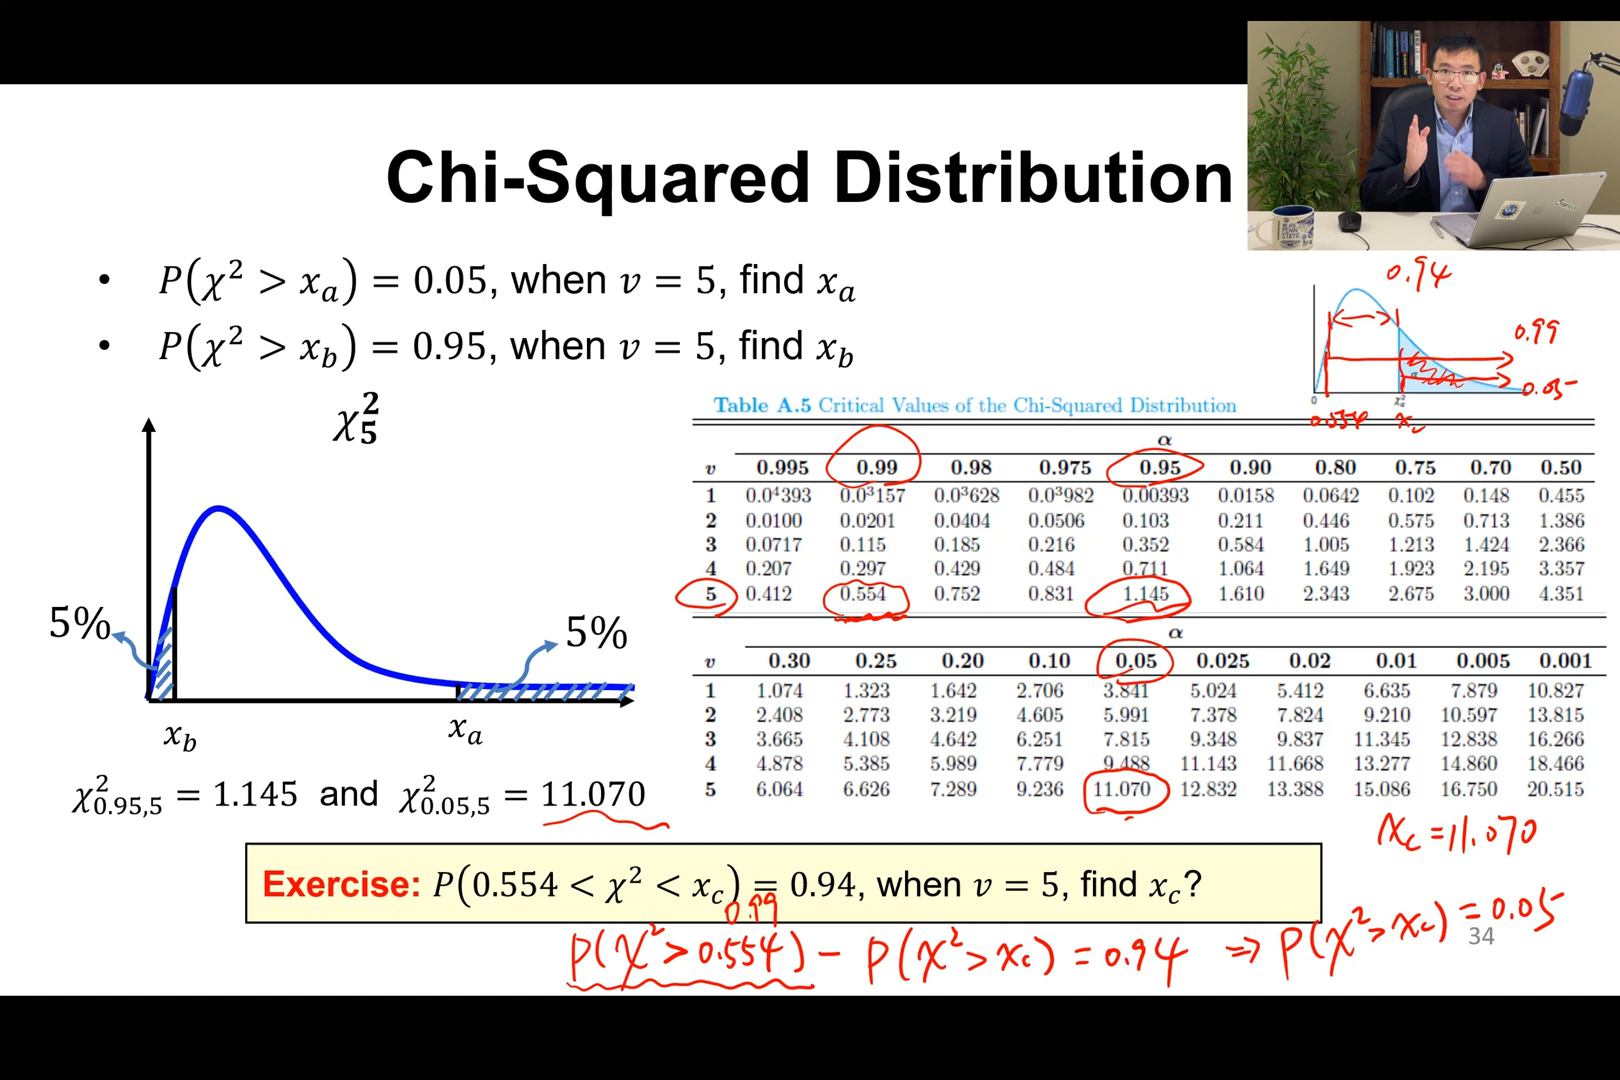 Chi-Squared Distribution
• P(χ² > xₐ) = 0.05, when v = 5, find xₐ
• P(χ² > x_b) = 0.95, when v = 5, find x_b
χ²₅
5%
5%
x_b
xₐ
χ²₀.₉₅,₅ = 1.145 and χ²₀.₀₅,₅ = 11.070
0.94
0.99
0.05
0
χ²_α
0.554
x_c
Table A.5 Critical Values of the Chi-Squared Distribution
α
v 0.995 0.99 0.98 0.975 0.95 0.90 0.80 0.75 0.70 0.50
1 0.0⁴393 0.0³157 0.0³628 0.0³982 0.00393 0.0158 0.0642 0.102 0.148 0.455
2 0.0100 0.0201 0.0404 0.0506 0.103 0.211 0.446 0.575 0.713 1.386
3 0.0717 0.115 0.185 0.216 0.352 0.584 1.005 1.213 1.424 2.366
4 0.207 0.297 0.429 0.484 0.711 1.064 1.649 1.923 2.195 3.357
5 0.412 0.554 0.752 0.831 1.145 1.610 2.343 2.675 3.000 4.351
α
v 0.30 0.25 0.20 0.10 0.05 0.025 0.02 0.01 0.005 0.001
1 1.074 1.323 1.642 2.706 3.841 5.024 5.412 6.635 7.879 10.827
2 2.408 2.773 3.219 4.605 5.991 7.378 7.824 9.210 10.597 13.815
3 3.665 4.108 4.642 6.251 7.815 9.348 9.837 11.345 12.838 16.266
4 4.878 5.385 5.989 7.779 9.488 11.143 11.668 13.277 14.860 18.466
5 6.064 6.626 7.289 9.236 11.070 12.832 13.388 15.086 16.750 20.515
x_c = 11.070
Exercise: P(0.554 < χ² < x_c) = 0.94, when v = 5, find x_c?
0.99
P(χ² > 0.554) − P(χ² > x_c) = 0.94 ⇒ P(χ² > x_c) = 0.05
34